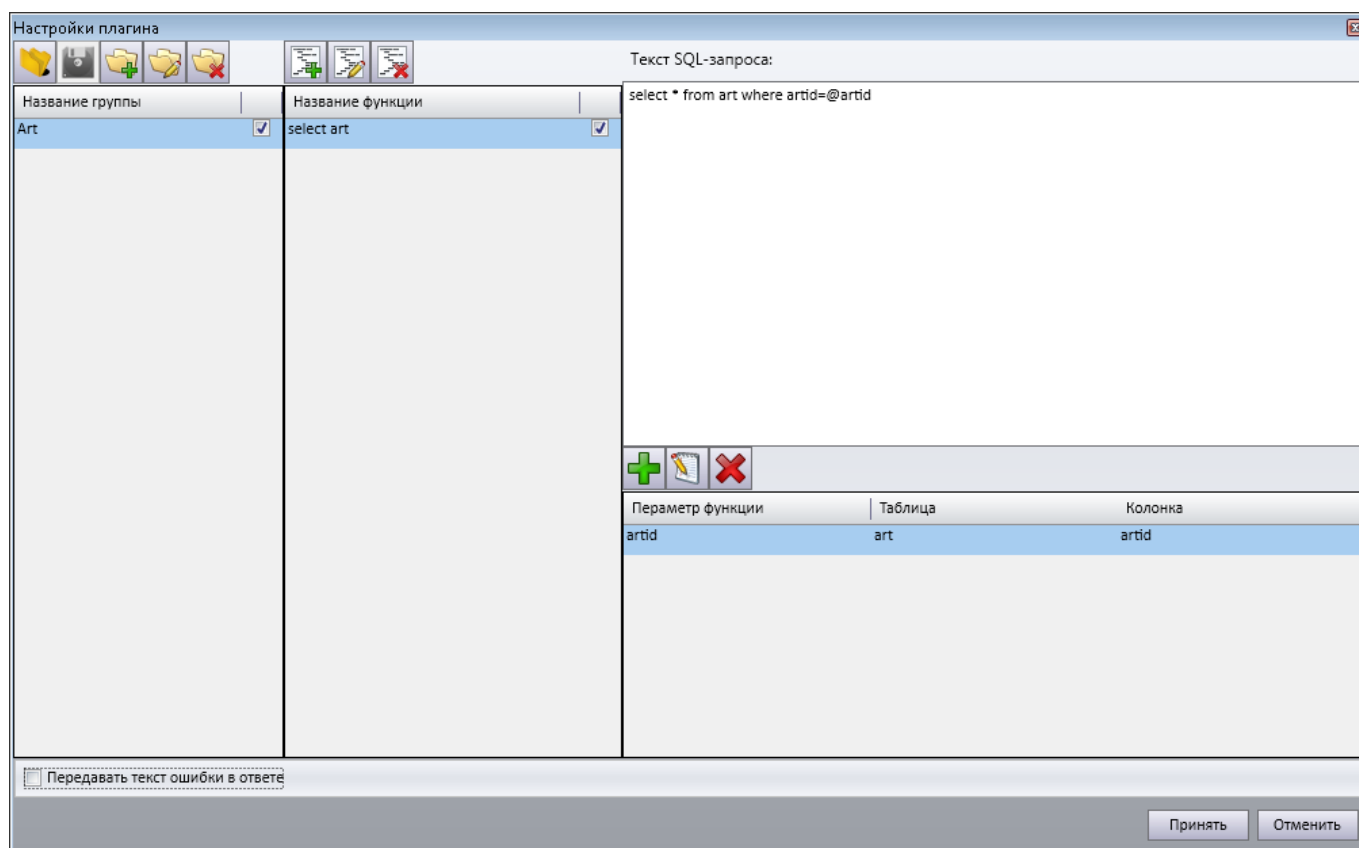 Настройки плагина
Текст SQL-запроса:
Название группы
Название функции
select * from art where artid=@artid
Art
select art
Пераметр функции
Таблица
Колонка
artid
art
artid
Передавать текст ошибки в ответе
Принять
Отменить